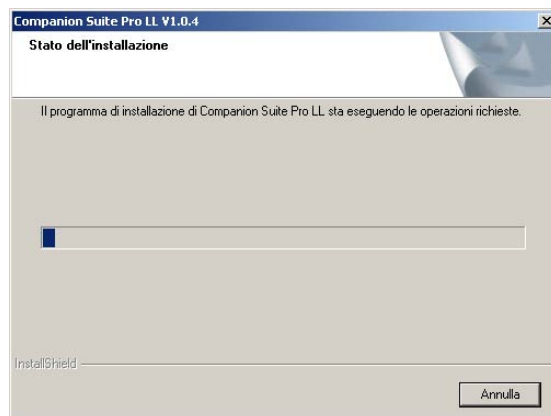 Companion Suite Pro LL V1.0.4
Stato dell'installazione
Il programma di installazione di Companion Suite Pro LL sta eseguendo le operazioni richieste.
InstallShield
Annulla